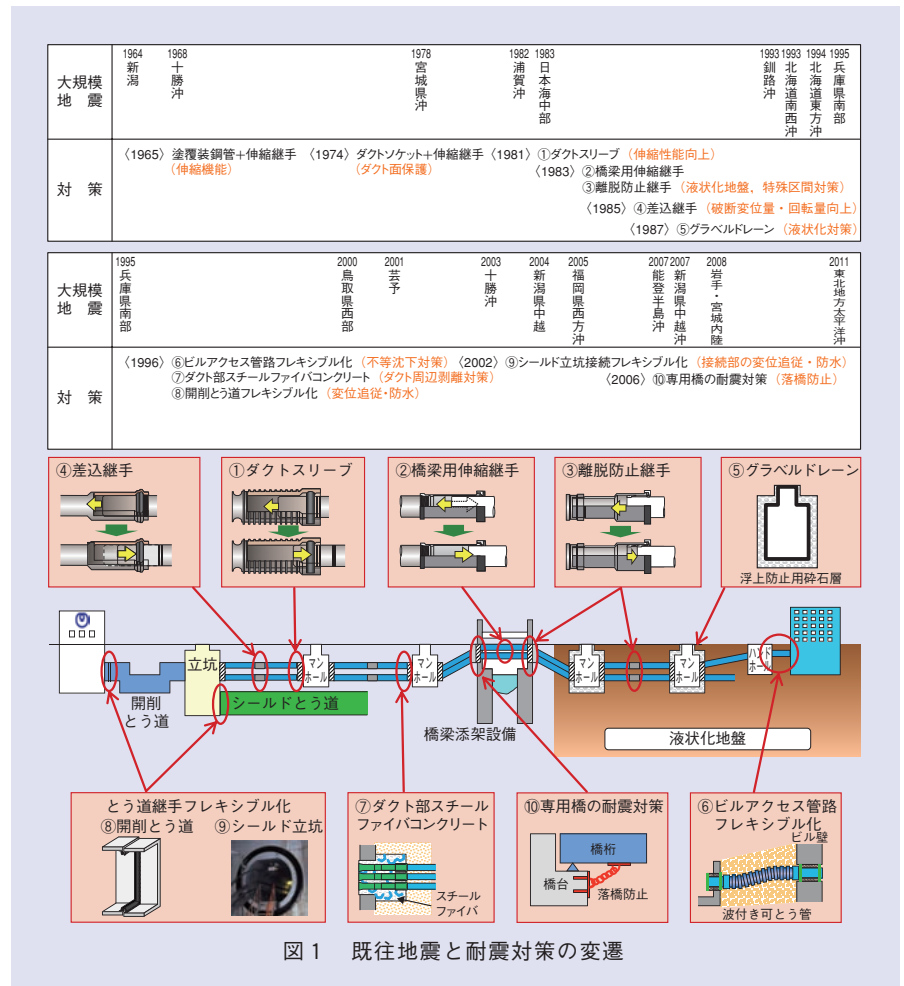 大規模
地震
1964
新潟
1968
十勝沖
1978
宮城県沖
1982
浦賀沖
1983
日本海中部
1993
釧路沖
1993
北海道南西沖
1994
北海道東方沖
1995
兵庫県南部
対策
〈1965〉塗覆装鋼管+伸縮継手 〈1974〉ダクトソケット+伸縮継手 〈1981〉①ダクトスリーブ(伸縮性能向上)
(伸縮機能) (ダクト面保護) 〈1983〉②橋梁用伸縮継手
③離脱防止継手(液状化地盤,特殊区間対策)
〈1985〉④差込継手(破断変位量・回転量向上)
〈1987〉⑤グラベルドレーン(液状化対策)
大規模
地震
1995
兵庫県南部
2000
鳥取県西部
2001
芸予
2003
十勝沖
2004
新潟県中越
2005
福岡県西方沖
2007
能登半島沖
2007
新潟県中越沖
2008
岩手・宮城内陸
2011
東北地方太平洋沖
対策
〈1996〉⑥ビルアクセス管路フレキシブル化(不等沈下対策)〈2002〉⑨シールド立坑接続フレキシブル化(接続部の変位追従・防水)
⑦ダクト部スチールファイバコンクリート(ダクト周辺剥離対策) 〈2006〉⑩専用橋の耐震対策(落橋防止)
⑧開削とう道フレキシブル化(変位追従・防水)
④差込継手
①ダクトスリーブ
②橋梁用伸縮継手
③離脱防止継手
⑤グラベルドレーン
浮上防止用砕石層
立坑
マン
ホール
マン
ホール
マン
ホール
マン
ホール
ハンド
ホール
開削
とう道
シールドとう道
橋梁添架設備
液状化地盤
とう道継手フレキシブル化
⑧開削とう道 ⑨シールド立坑
⑦ダクト部スチール
ファイバコンクリート
スチール
ファイバ
⑩専用橋の耐震対策
橋桁
橋台
落橋防止
⑥ビルアクセス管路
フレキシブル化
ビル壁
波付き可とう管
図1 既往地震と耐震対策の変遷